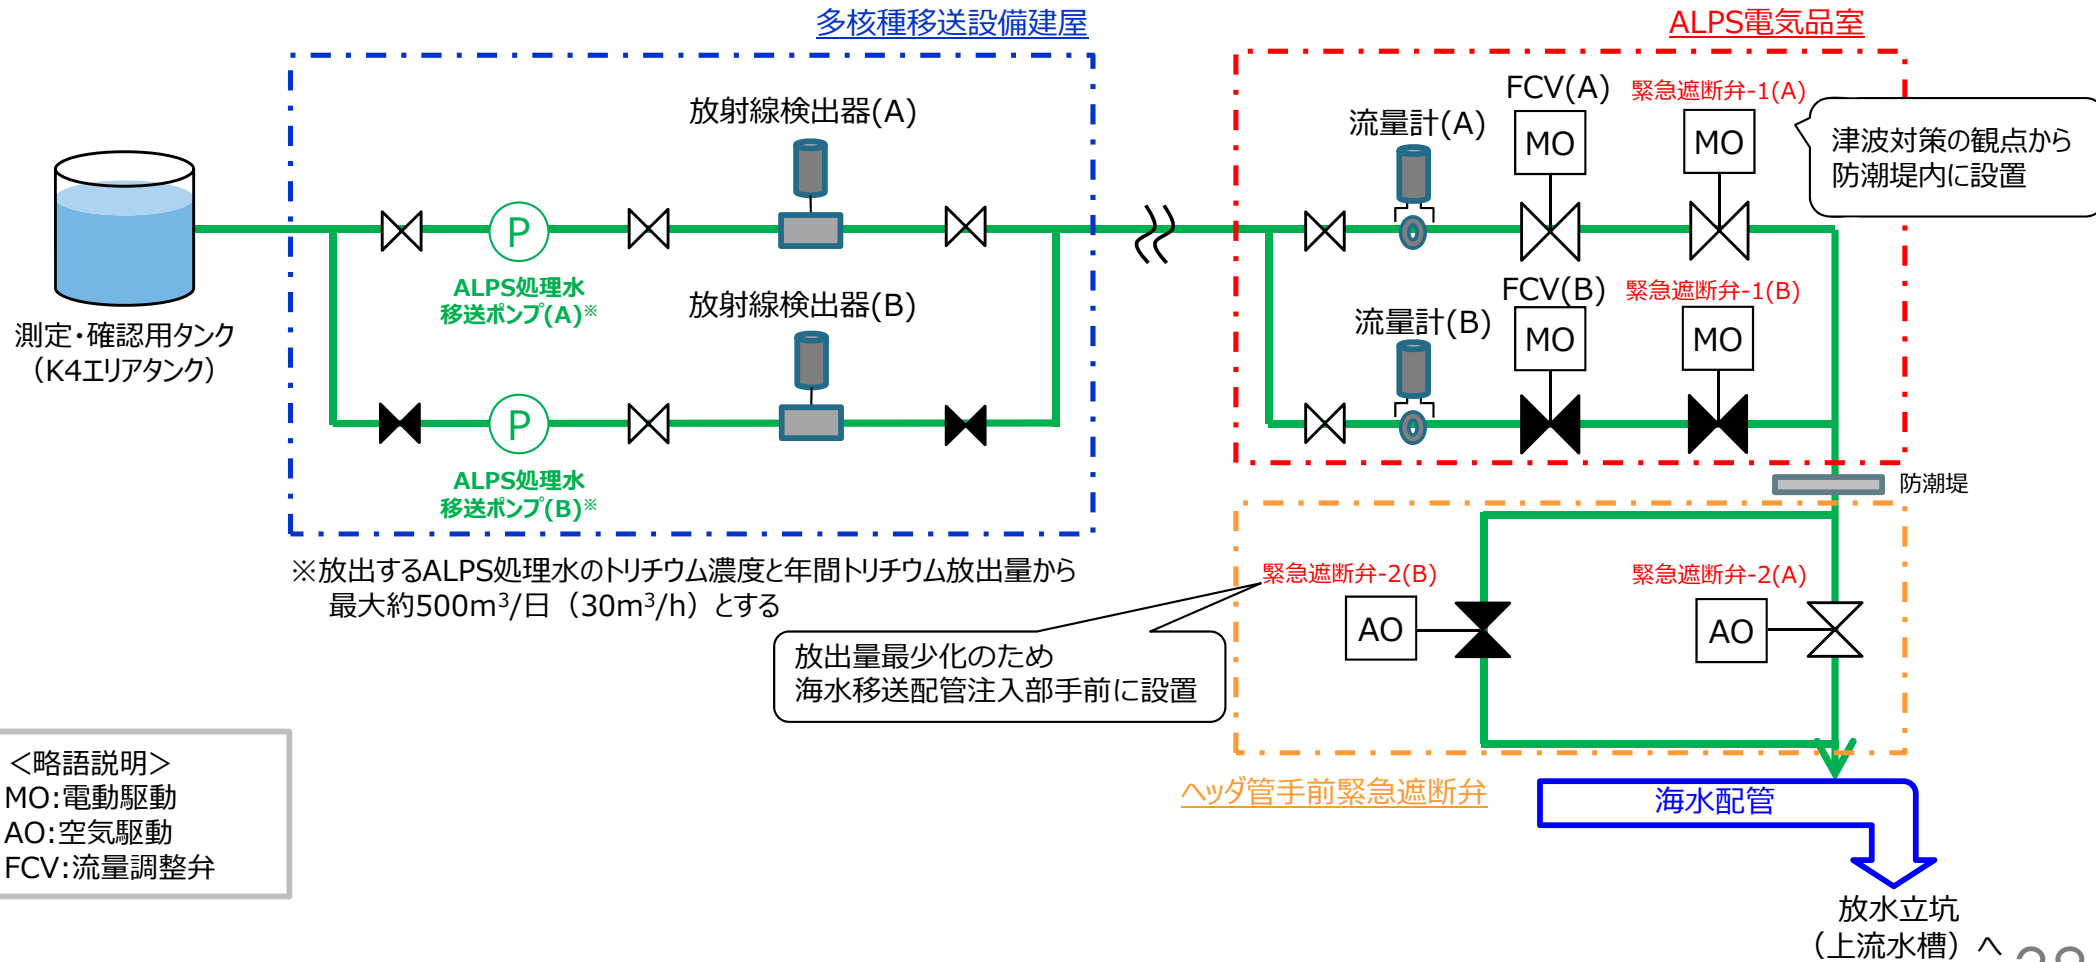 多核種移送設備建屋
ALPS電気品室
放射線検出器(A)
流量計(A)
FCV(A)
緊急遮断弁-1(A)
MO
MO
津波対策の観点から
防潮堤内に設置
P
ALPS処理水
移送ポンプ(A)※
放射線検出器(B)
流量計(B)
FCV(B)
緊急遮断弁-1(B)
MO
MO
測定・確認用タンク
（K4エリアタンク）
P
ALPS処理水
移送ポンプ(B)※
防潮堤
※放出するALPS処理水のトリチウム濃度と年間トリチウム放出量から
最大約500m³/日（30m³/h）とする
緊急遮断弁-2(B)
緊急遮断弁-2(A)
AO
AO
放出量最少化のため
海水移送配管注入部手前に設置
＜略語説明＞
MO:電動駆動
AO:空気駆動
FCV:流量調整弁
ヘッダ管手前緊急遮断弁
海水配管
放水立坑
（上流水槽）へ